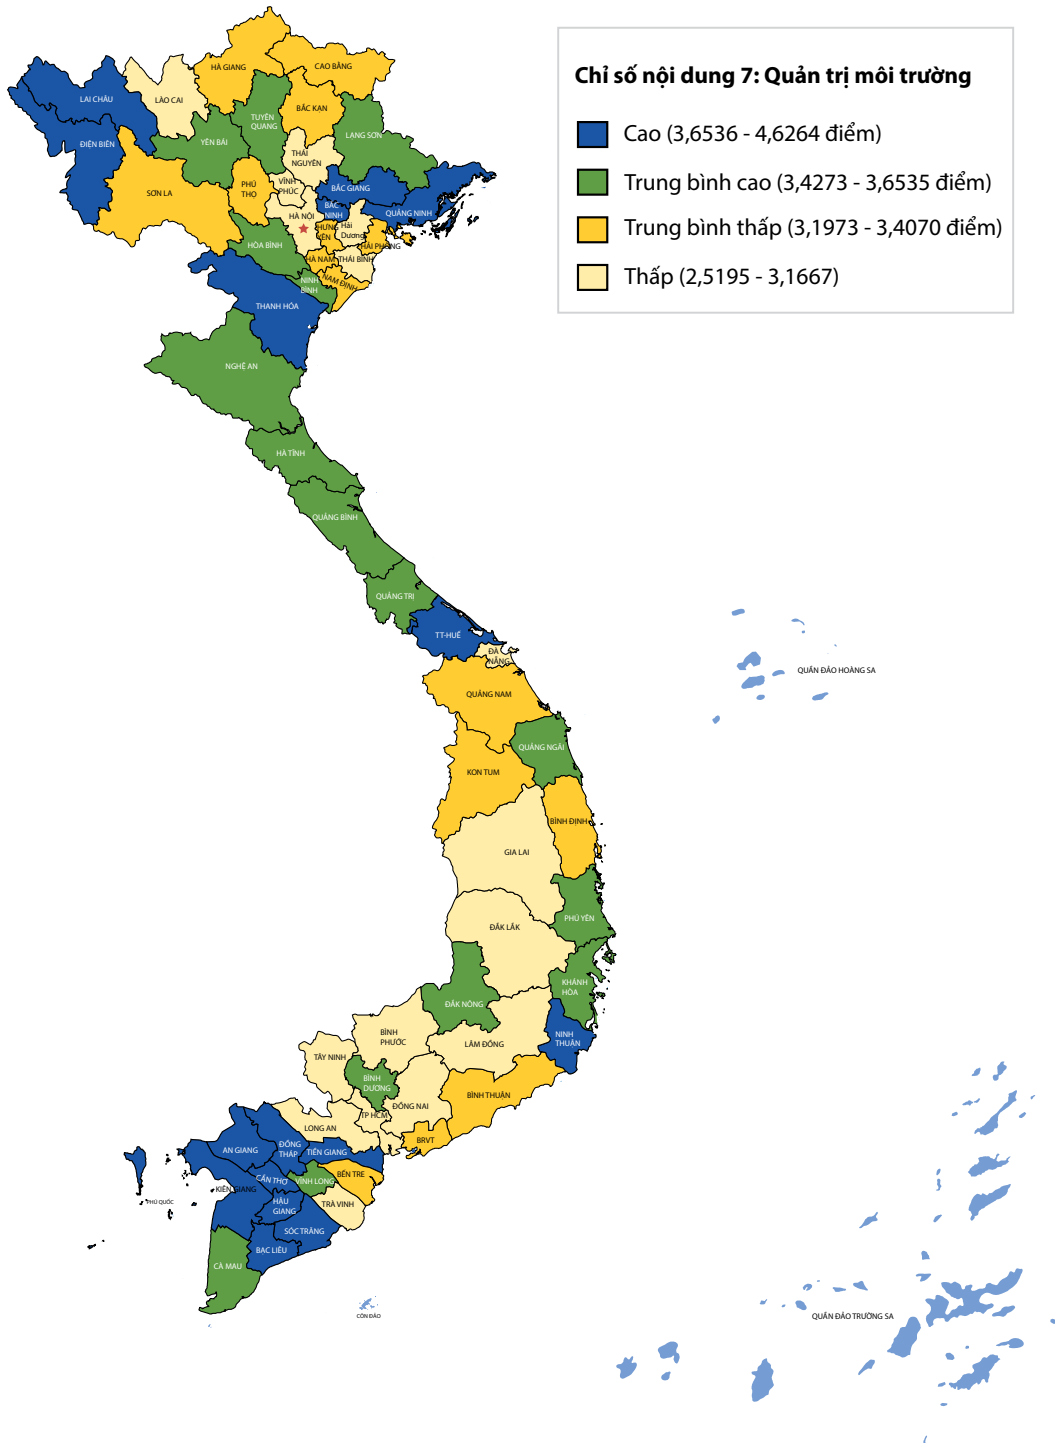 Chỉ số nội dung 7: Quản trị môi trường
Cao (3,6536 - 4,6264 điểm)
Trung bình cao (3,4273 - 3,6535 điểm)
Trung bình thấp (3,1973 - 3,4070 điểm)
Thấp (2,5195 - 3,1667)
HÀ GIANG
CAO BẰNG
LAI CHÂU
LÀO CAI
BẮC KẠN
TUYÊN
QUANG
LẠNG SƠN
ĐIỆN BIÊN
YÊN BÁI
THÁI
NGUYÊN
SƠN LA
PHÚ
THỌ
VĨNH
PHÚC
BẮC GIANG
BẮC
NINH
QUẢNG NINH
HÀ NỘI
HƯNG
YÊN
Hải
Dương
HẢI PHÒNG
HÒA BÌNH
HÀ NAM
THÁI BÌNH
NINH
BÌNH
NAM ĐỊNH
THANH HÓA
NGHỆ AN
HÀ TĨNH
QUẢNG BÌNH
QUẢNG TRỊ
TT-HUẾ
ĐÀ
NẴNG
QUẦN ĐẢO HOÀNG SA
QUẢNG NAM
QUẢNG NGÃI
KON TUM
BÌNH ĐỊNH
GIA LAI
PHÚ YÊN
ĐẮK LẮK
KHÁNH
HÒA
ĐẮK NÔNG
NINH
THUẬN
BÌNH
PHƯỚC
LÂM ĐỒNG
TÂY NINH
BÌNH
DƯƠNG
BÌNH THUẬN
ĐỒNG NAI
TP HCM
LONG AN
BRVT
AN GIANG
ĐỒNG
THÁP
TIỀN GIANG
BẾN TRE
CẦN THƠ
VĨNH LONG
KIÊN GIANG
PHÚ QUỐC
HẬU
GIANG
TRÀ VINH
SÓC TRĂNG
BẠC LIÊU
CÀ MAU
CÔN ĐẢO
QUẦN ĐẢO TRƯỜNG SA